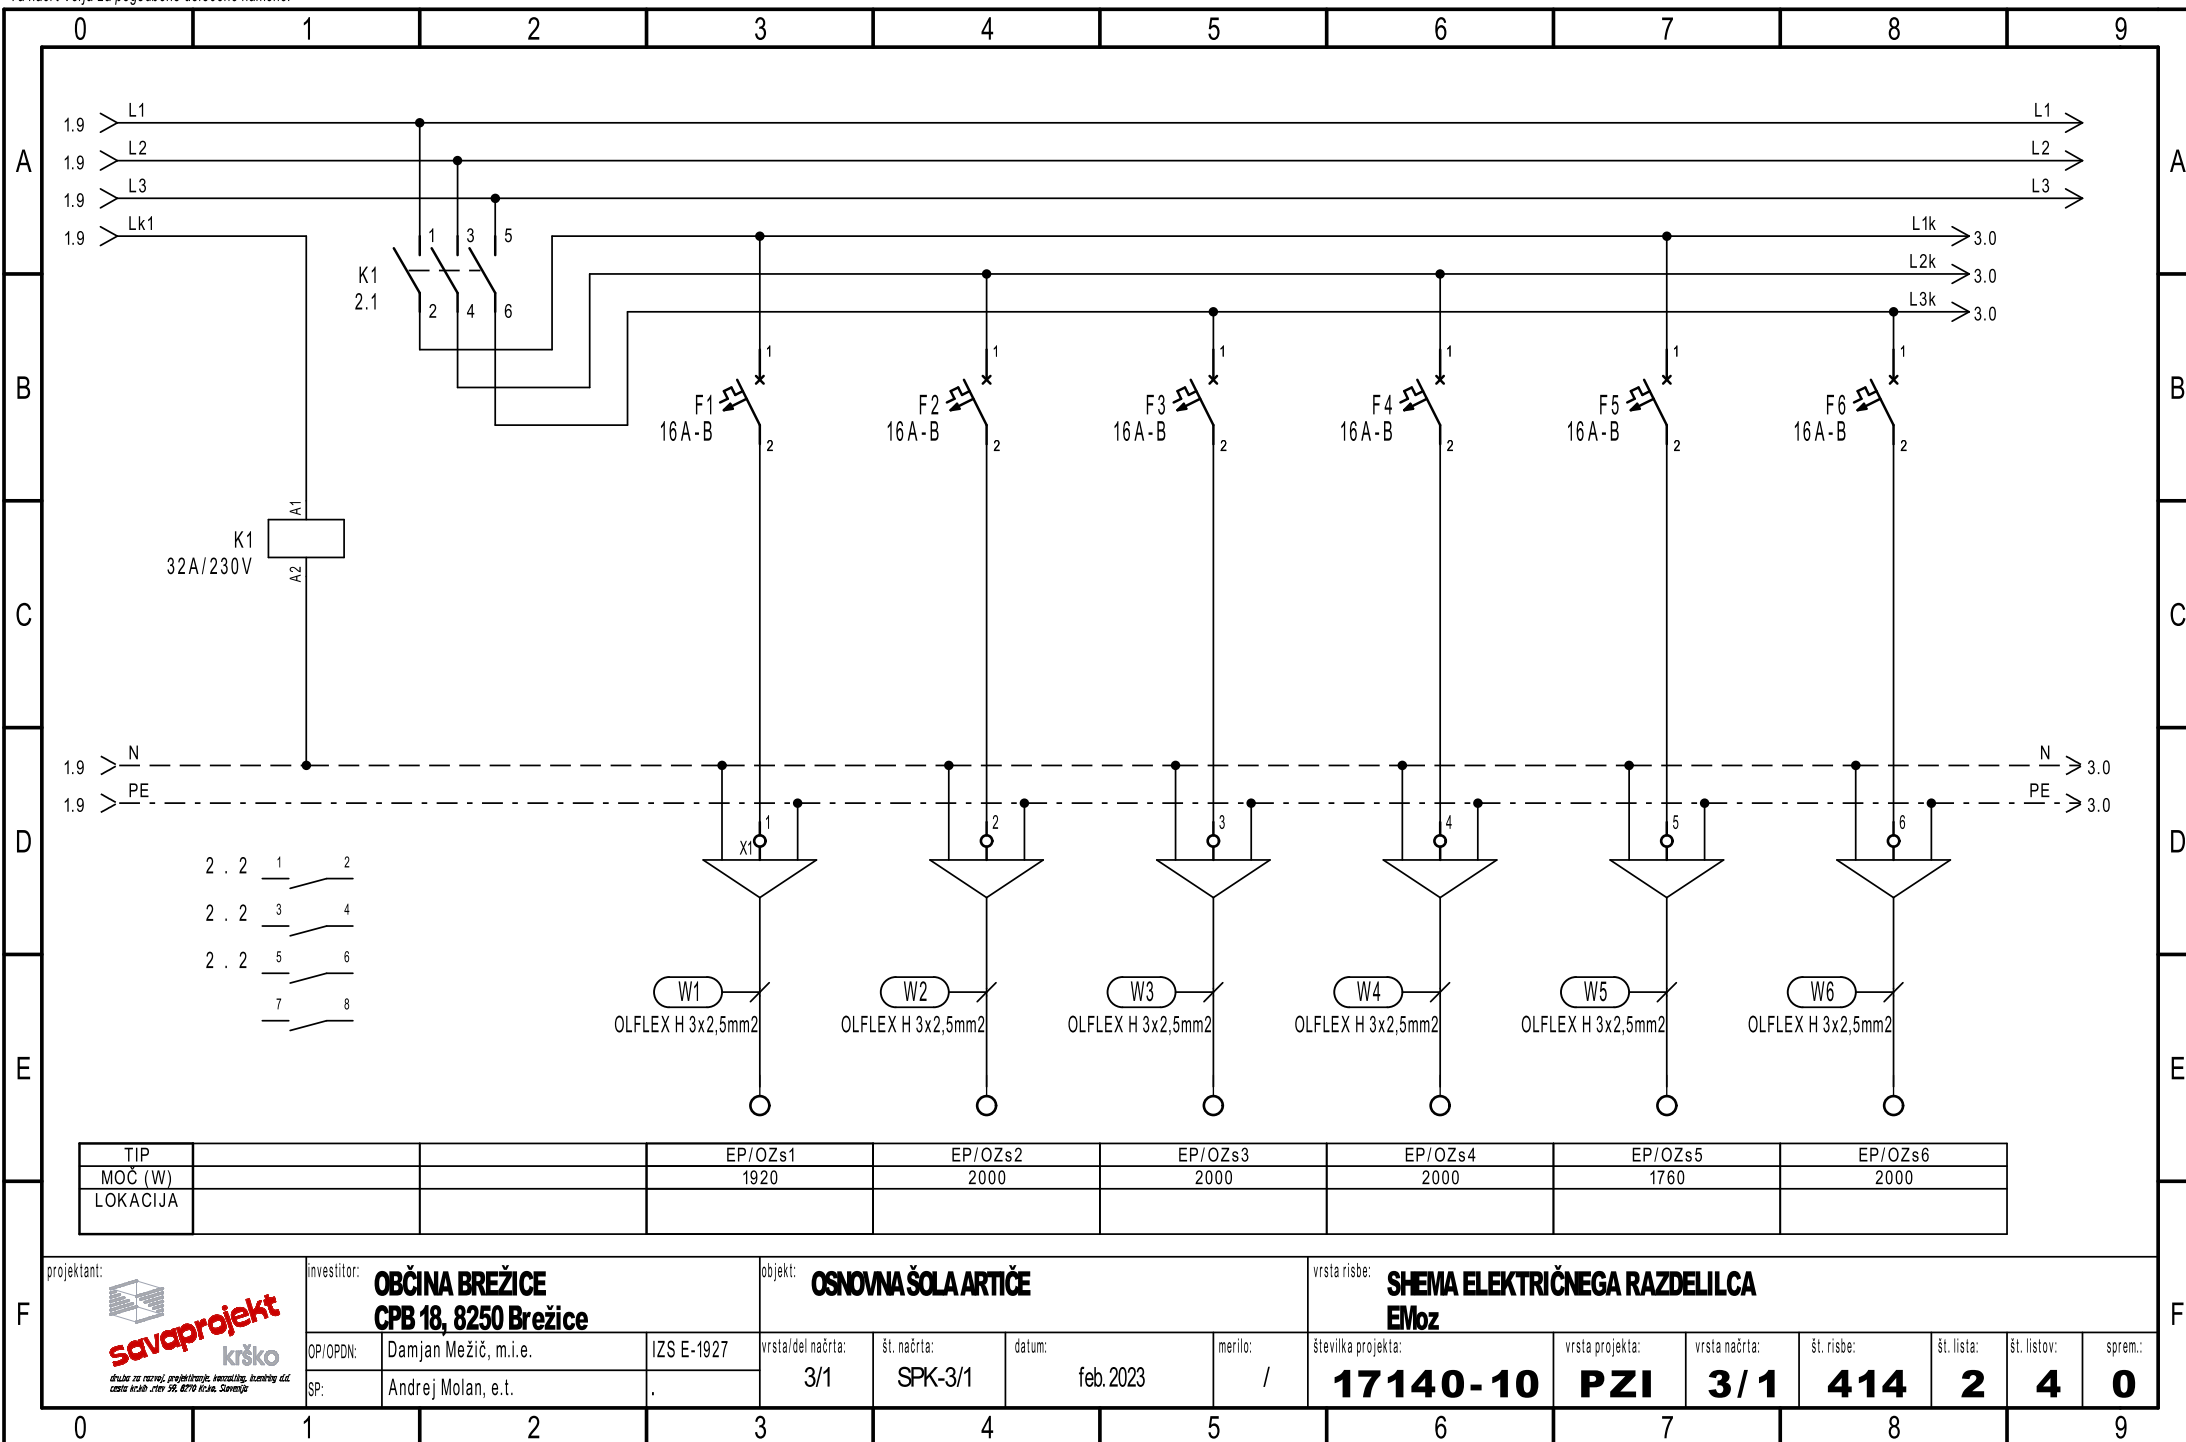 0 1 2 3 4 5 6 7 8 9
1.9 L1 L1
A 1.9 L2 L2 A
1.9 L3 L3
1.9 Lk1 L1k 3.0
1 3 5
K1 L2k 3.0
2.1 2 4 6 L3k 3.0
1 1 1 1 1 1
B B
F1 F2 F3 F4 F5 F6
16A-B 16A-B 16A-B 16A-B 16A-B 16A-B
2 2 2 2 2 2
A1
K1
32A/230V
A2
C C
1.9 N N 3.0
1.9 PE PE 3.0
X1 1 2 3 4 5 6
D D
2 . 2 1 2
2 . 2 3 4
2 . 2 5 6
7 8
W1 W2 W3 W4 W5 W6
OLFLEX H 3x2,5mm2 OLFLEX H 3x2,5mm2 OLFLEX H 3x2,5mm2 OLFLEX H 3x2,5mm2 OLFLEX H 3x2,5mm2 OLFLEX H 3x2,5mm2
E E
TIP EP/OZs1 EP/OZs2 EP/OZs3 EP/OZs4 EP/OZs5 EP/OZs6
MOČ (W) 1920 2000 2000 2000 1760 2000
LOKACIJA
F F
projektant:
savaprojekt
krško
investitor: OBČINA BREŽICE
CPB 18, 8250 Brežice
objekt: OSNOVNA ŠOLA ARTIČE
vrsta risbe: SHEMA ELEKTRIČNEGA RAZDELILCA
EMoz
OP/OPDN: Damjan Mežič, m.i.e. IZS E-1927
SP: Andrej Molan, e.t. .
vrsta/del načrta: 3/1
št. načrta: SPK-3/1
datum: feb. 2023
merilo: /
številka projekta: 17140-10
vrsta projekta: PZI
vrsta načrta: 3/1
št. risbe: 414
št. lista: 2
št. listov: 4
sprem.: 0
0 1 2 3 4 5 6 7 8 9